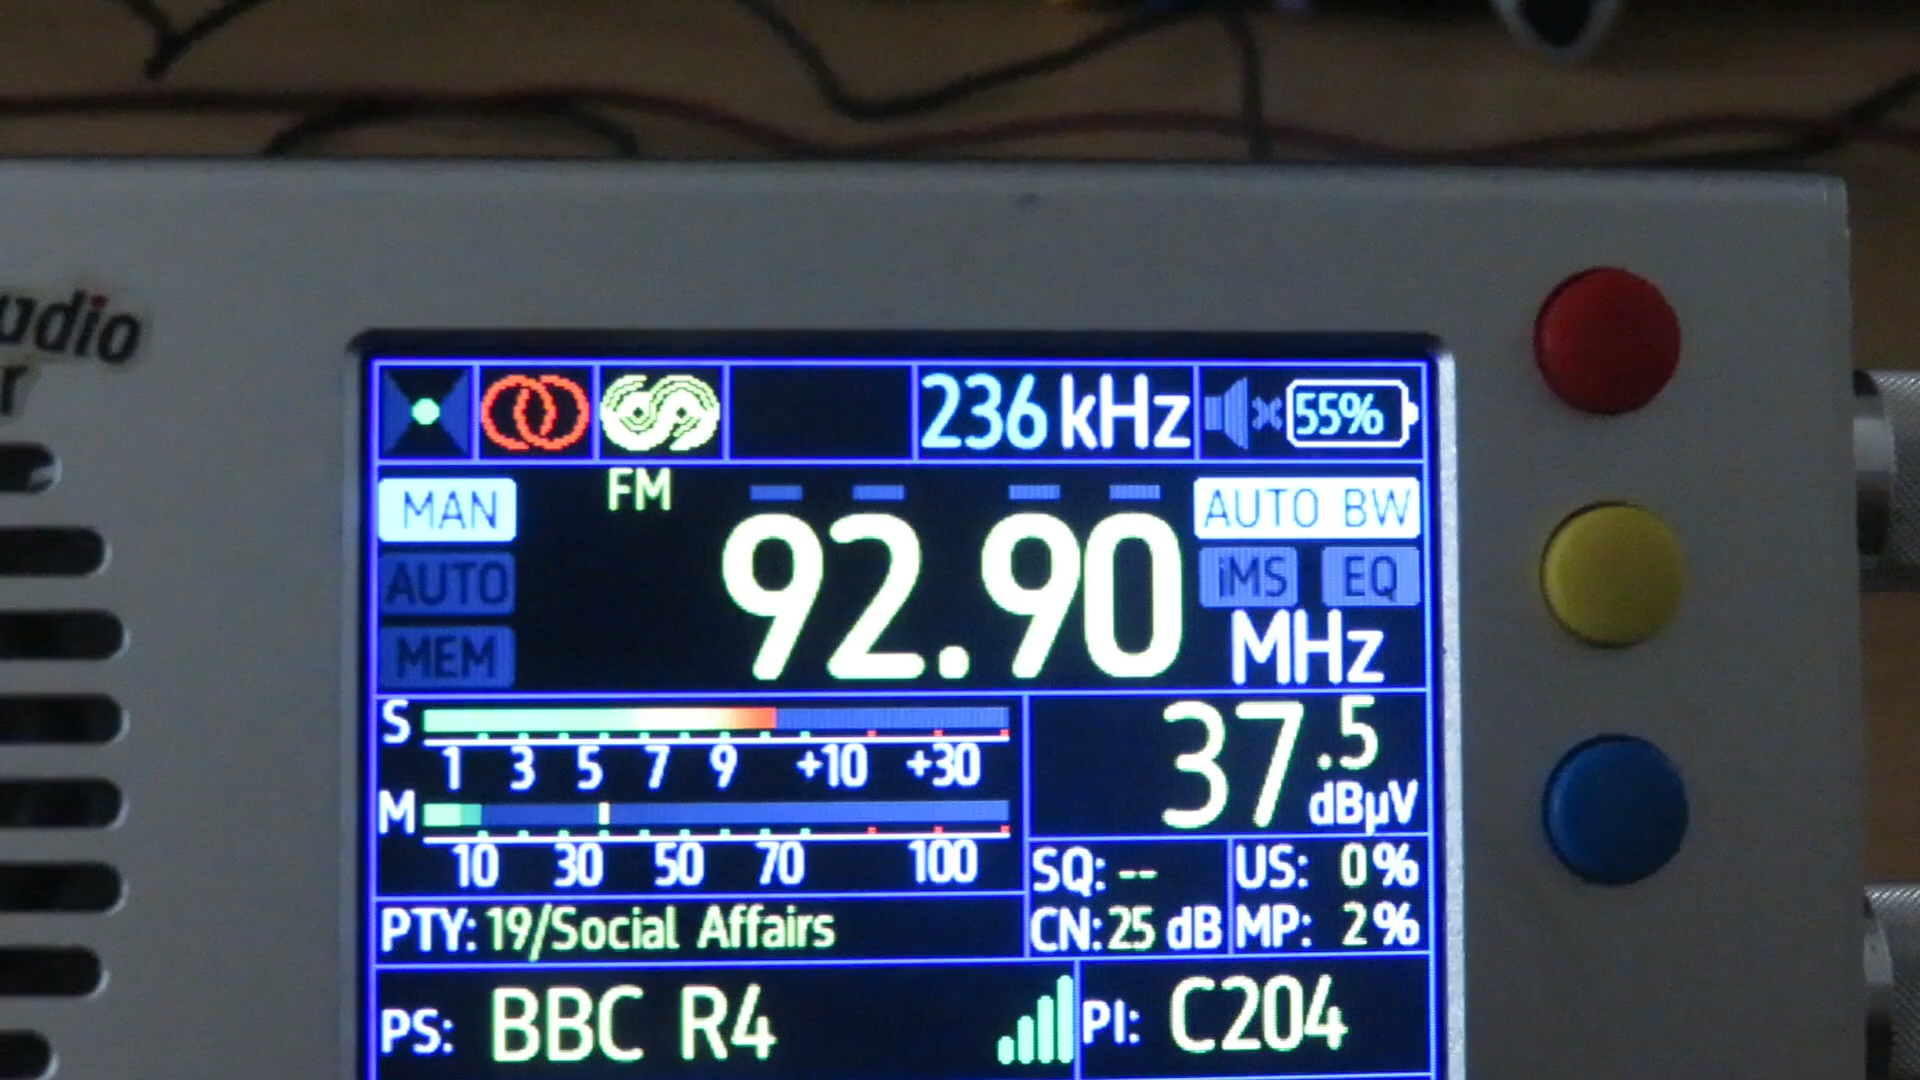 236 kHz 55%
MAN FM AUTO BW
92.90 MHz
AUTO iMS EQ
MEM
S
1 3 5 7 9 +10 +30
37.5 dBµV
M
10 30 50 70 100
SQ: -- US: 0%
PTY: 19/Social Affairs CN: 25 dB MP: 2%
PS: BBC R4 PI: C204